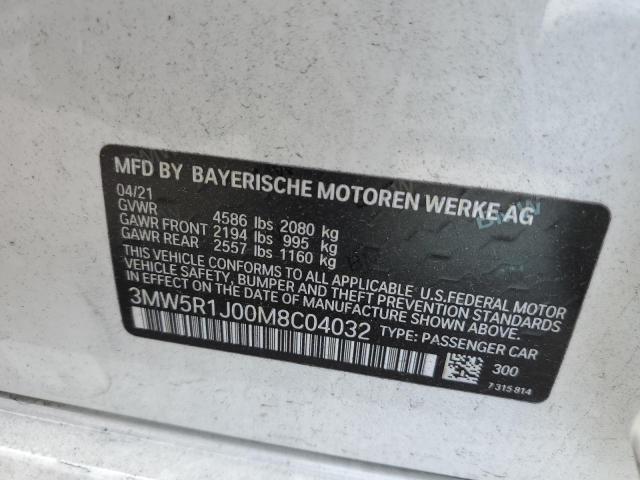 MFD BY BAYERISCHE MOTOREN WERKE AG
04/21
GVWR 4586 lbs 2080 kg
GAWR FRONT 2194 lbs 995 kg
GAWR REAR 2557 lbs 1160 kg
THIS VEHICLE CONFORMS TO ALL APPLICABLE U.S.FEDERAL MOTOR
VEHICLE SAFETY, BUMPER AND THEFT PREVENTION STANDARDS
IN EFFECT ON THE DATE OF MANUFACTURE SHOWN ABOVE.
3MW5R1J00M8C04032 TYPE: PASSENGER CAR
300
7 315 814